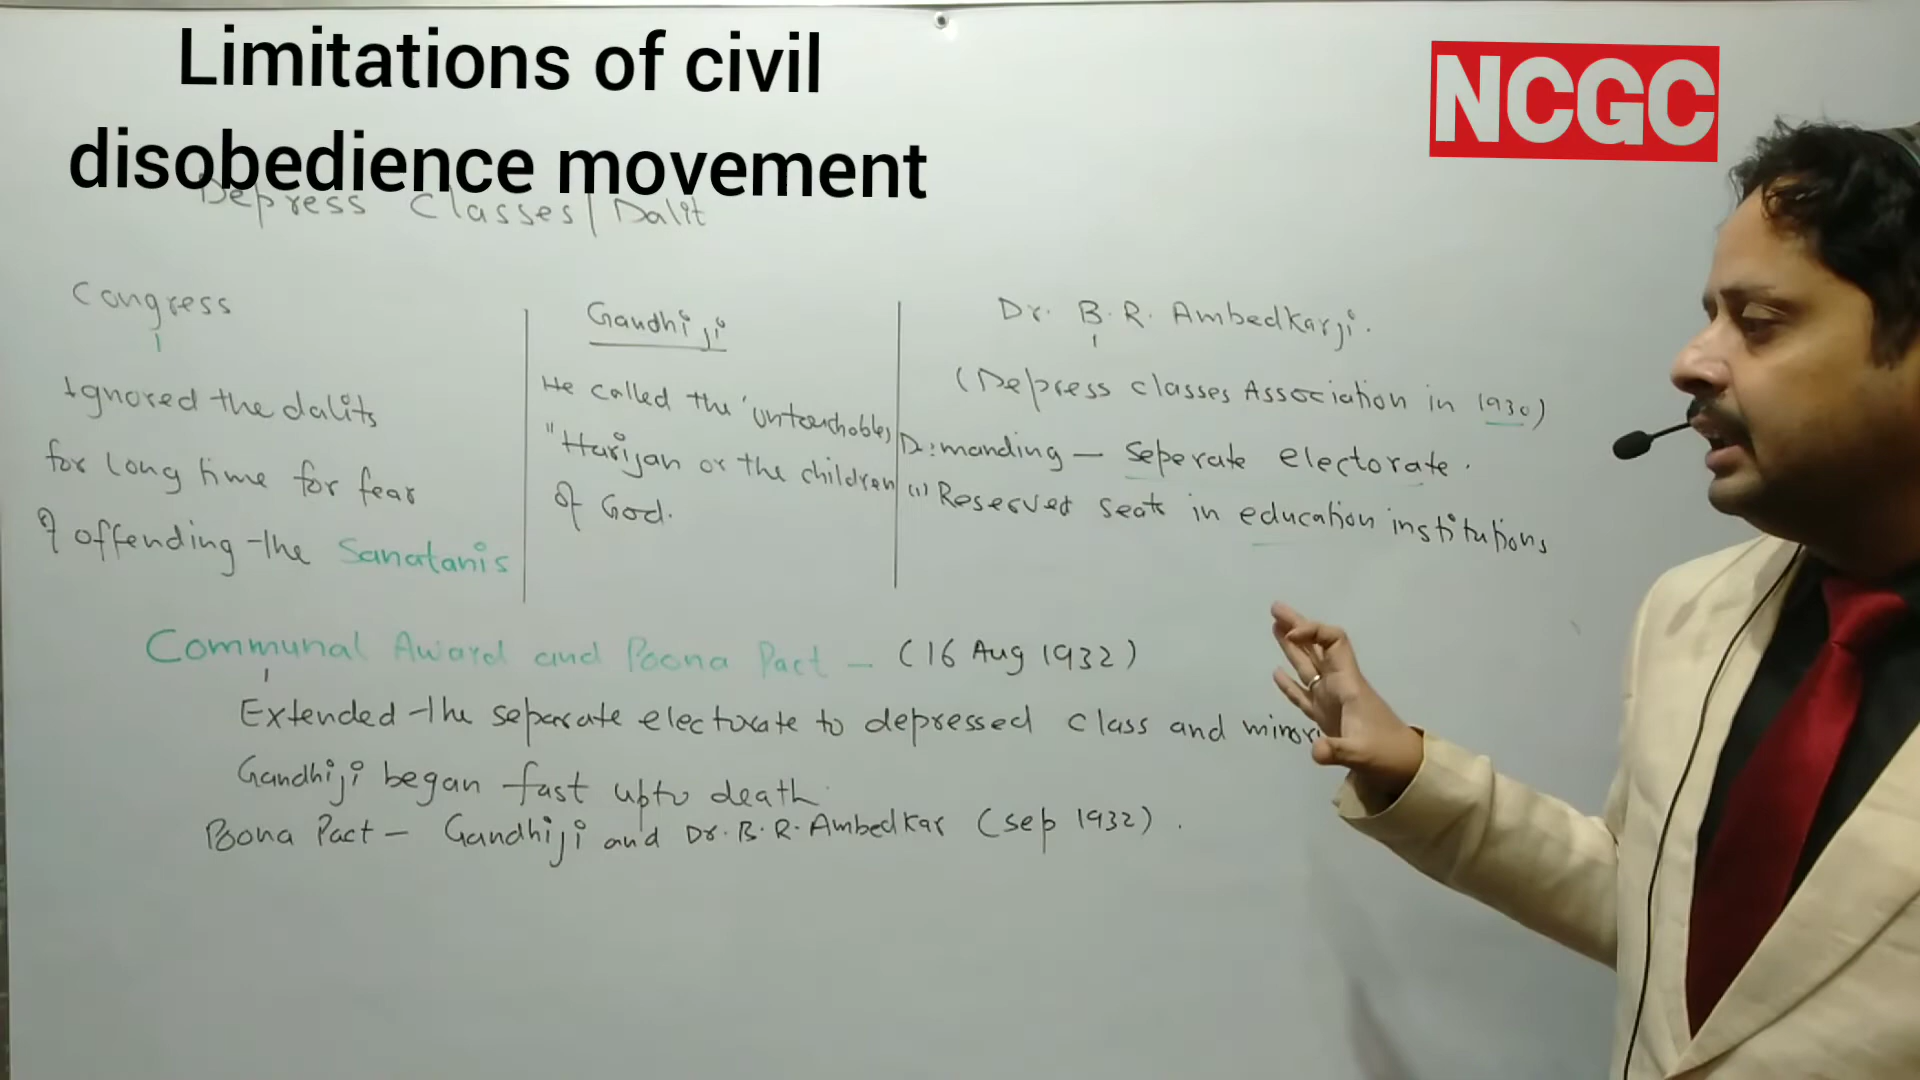 Limitations of civil
disobedience movement
NCGC
Depress Classes/Dalit
Congress
Ignored the dalits
for long time for fear
of offending the Sanatanis
Gandhiji
He called the 'untouchables
"Harijan or the children
of God.
Dr. B.R. Ambedkarji.
(Depress classes Association in 1930)
Demanding — Seperate electorate.
(1) Reserved seats in education institutions
Communal Award and Poona Pact – (16 Aug 1932)
Extended the separate electorate to depressed class and minori
Gandhiji began fast upto death.
Poona Pact – Gandhiji and Dr. B.R. Ambedkar (Sep 1932).